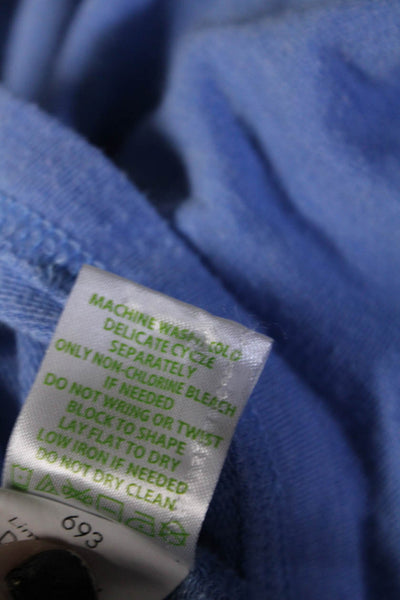 MACHINE WASH COLD
DELICATE CYCLE
SEPARATELY
ONLY NON-CHLORINE BLEACH
IF NEEDED
DO NOT WRING OR TWIST
BLOCK TO SHAPE
LAY FLAT TO DRY
LOW IRON IF NEEDED
DO NOT DRY CLEAN
693